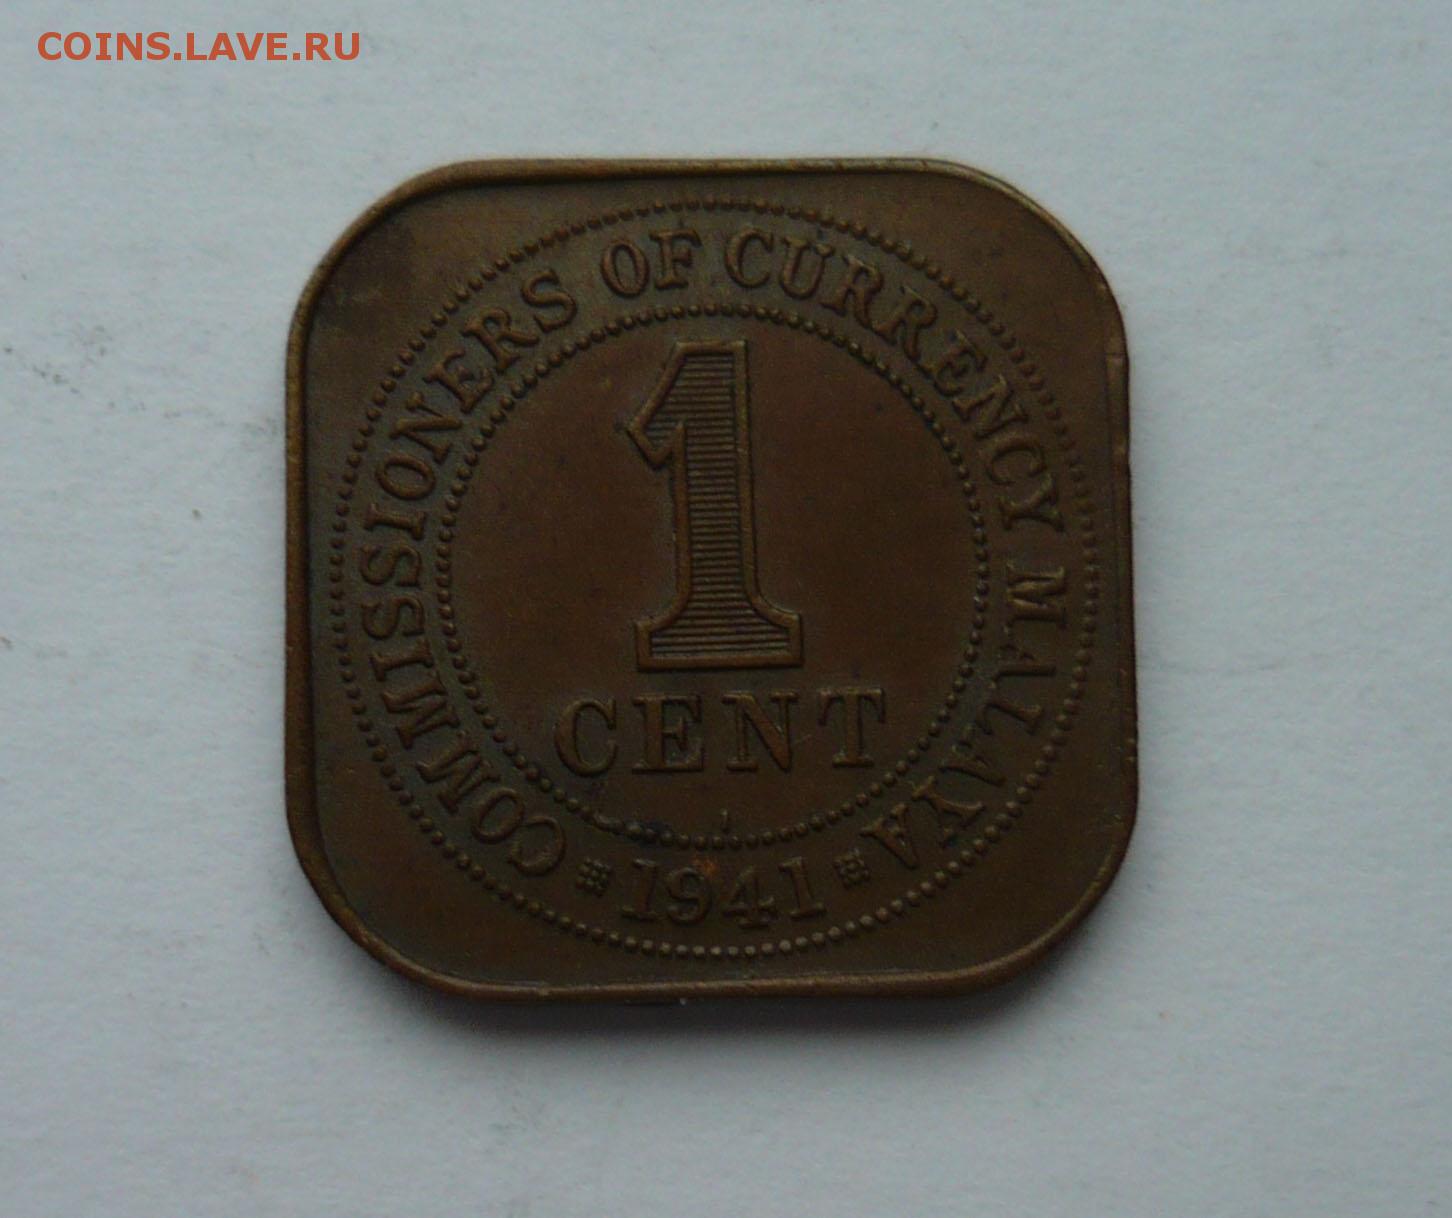 COINS.LAVE.RU
COMMISSIONERS OF CURRENCY MALAYA
1
CENT
I
1941